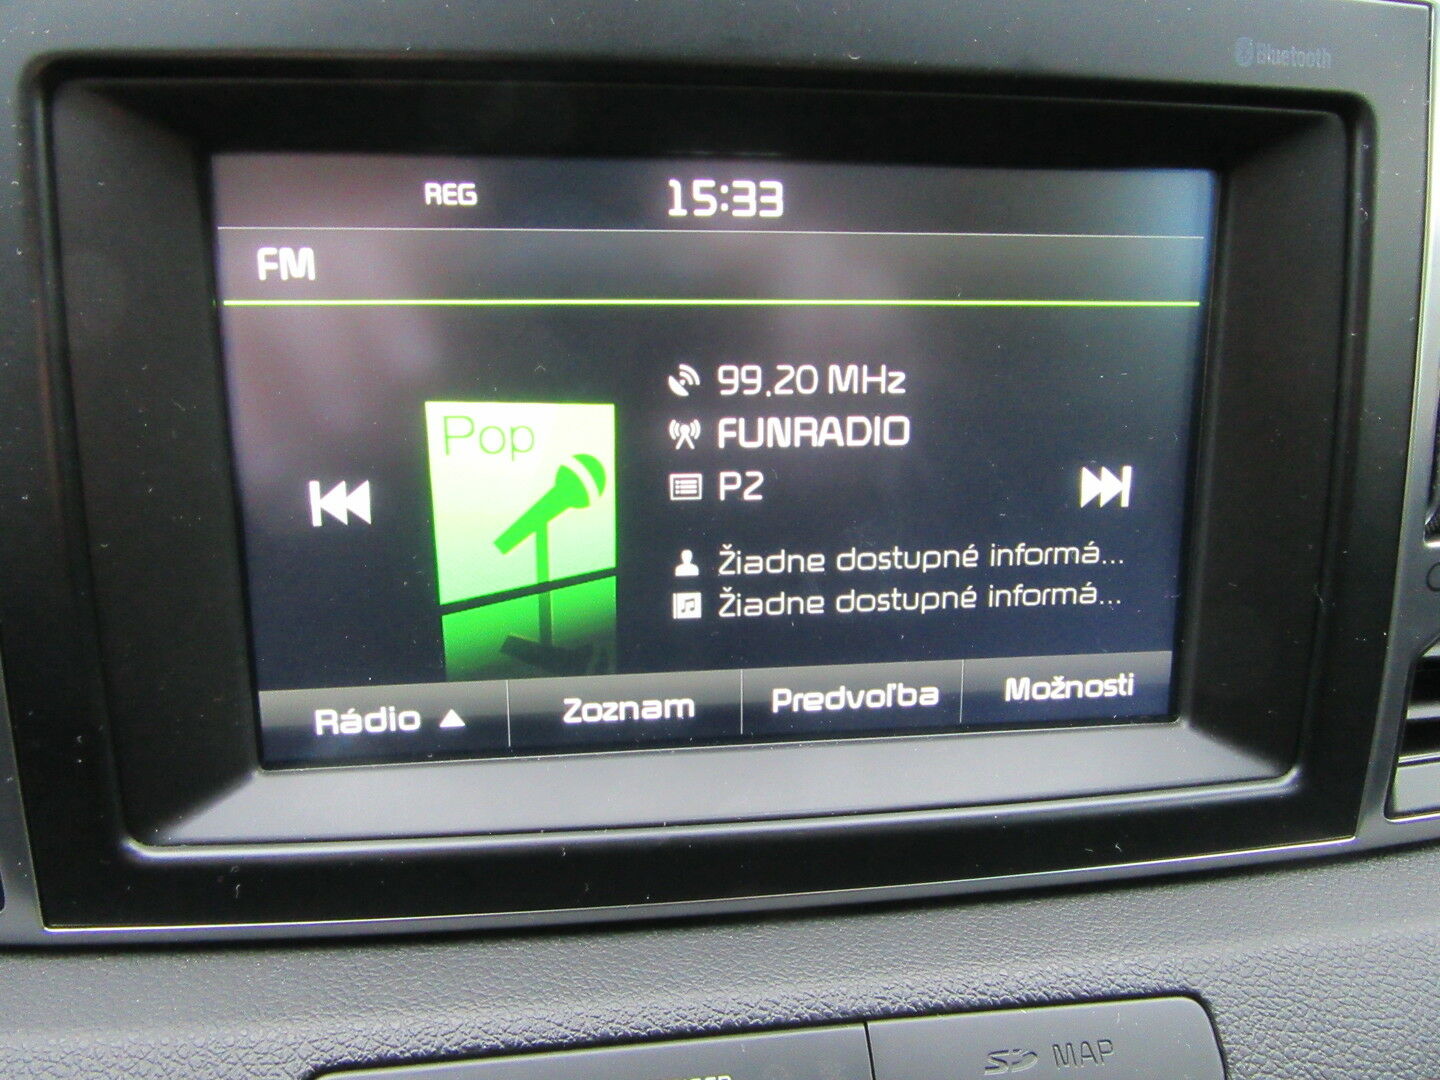 Bluetooth
REG
15:33
FM
Pop
99.20 MHz
FUNRADIO
P2
Žiadne dostupné informá...
Žiadne dostupné informá...
Rádio ▲
Zoznam
Predvoľba
Možnosti
SD MAP